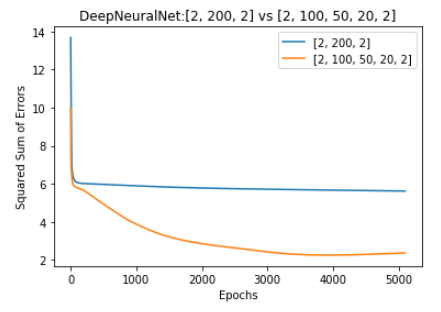 DeepNeuralNet:[2, 200, 2] vs [2, 100, 50, 20, 2]
[2, 200, 2]
[2, 100, 50, 20, 2]
Squared Sum of Errors
14
12
10
8
6
4
2
0
1000
2000
3000
4000
5000
Epochs